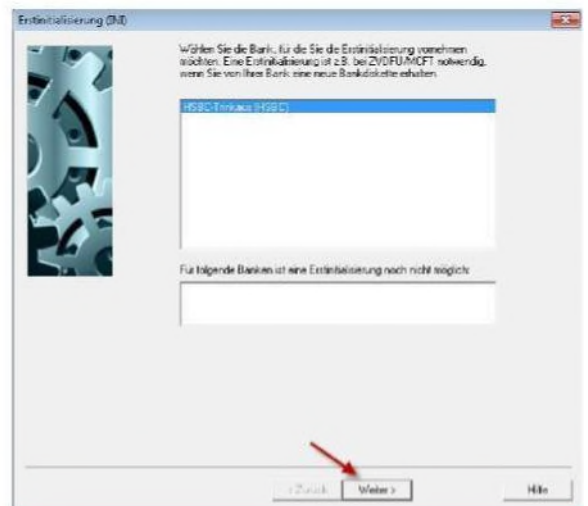 Erstinitialisierung (INI)
Wählen Sie die Bank, für die Sie die Erstinitialisierung vornehmen
möchten. Eine Erstinitialisierung ist z.B. bei ZVDFÜ/MCFT notwendig,
wenn Sie von Ihrer Bank eine neue Bankdiskette erhalten.
HSBC-Trinkaus (HSBC)
Für folgende Banken ist eine Erstinitialisierung noch nicht möglich:
< Zurück
Weiter >
Hilfe